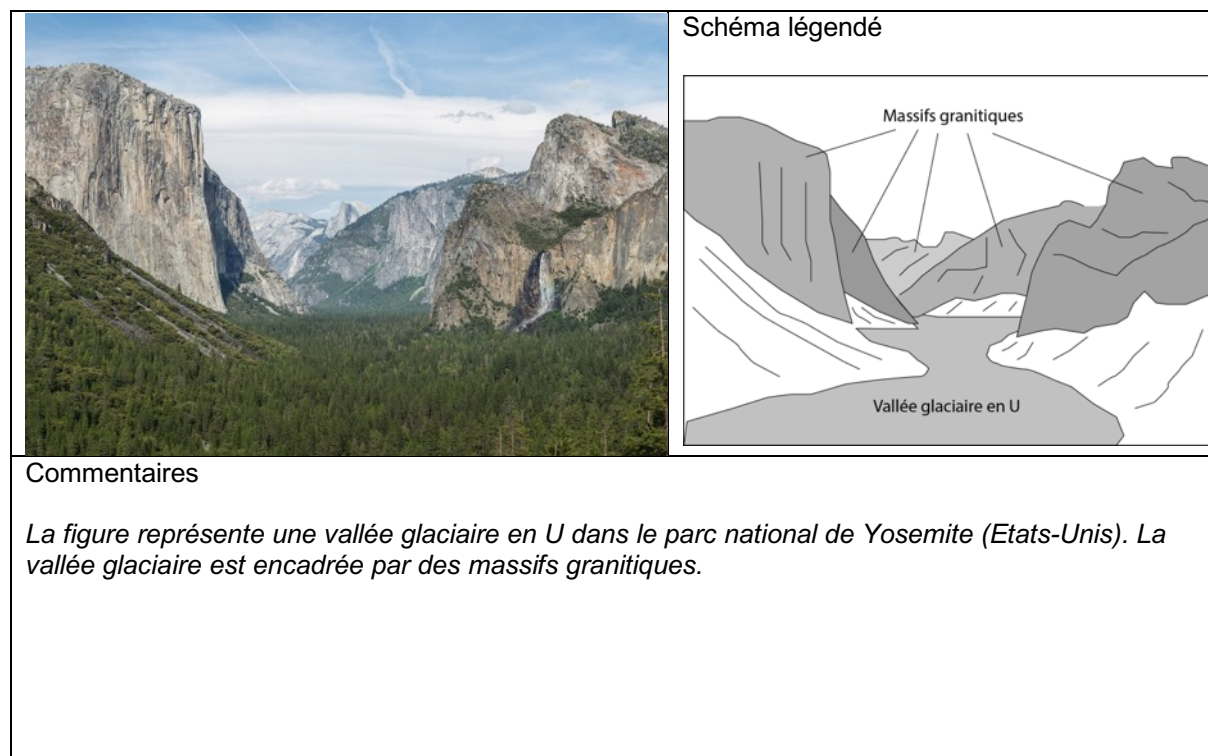 Schéma légendé
Massifs granitiques
Vallée glaciaire en U
Commentaires
La figure représente une vallée glaciaire en U dans le parc national de Yosemite (Etats-Unis). La
vallée glaciaire est encadrée par des massifs granitiques.